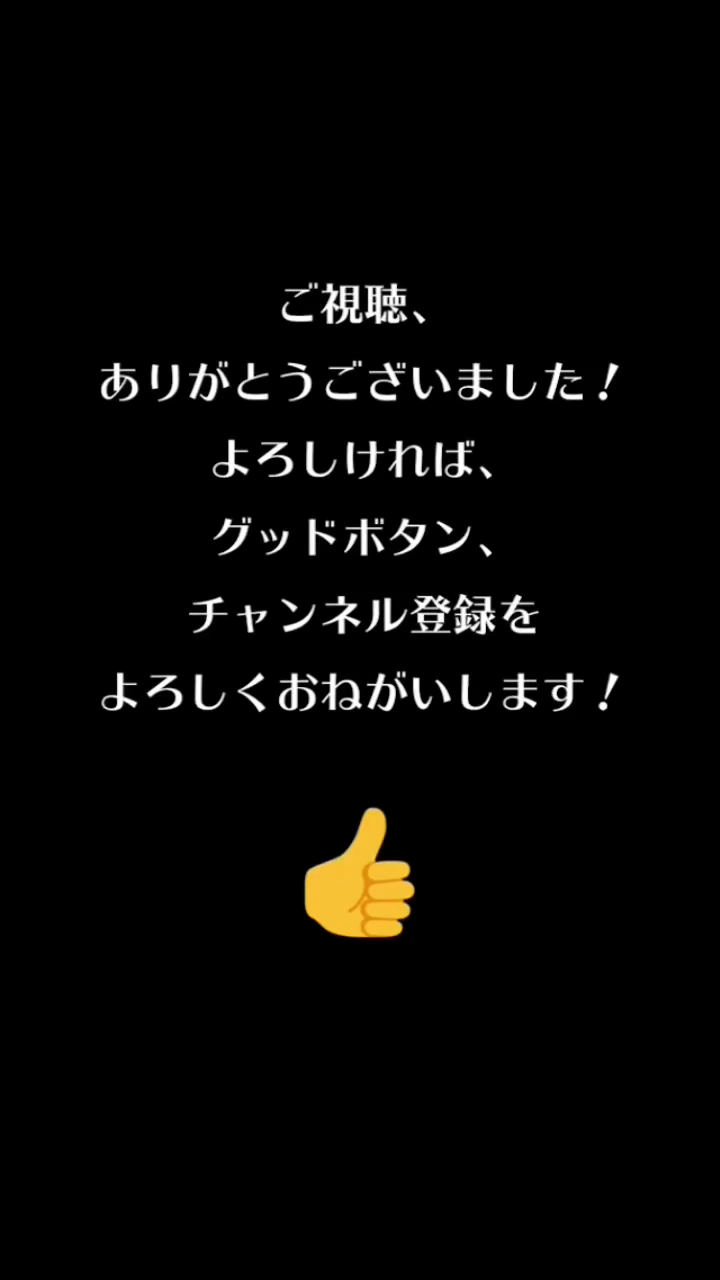 ご視聴、
ありがとうございました！
よろしければ、
グッドボタン、
チャンネル登録を
よろしくおねがいします！